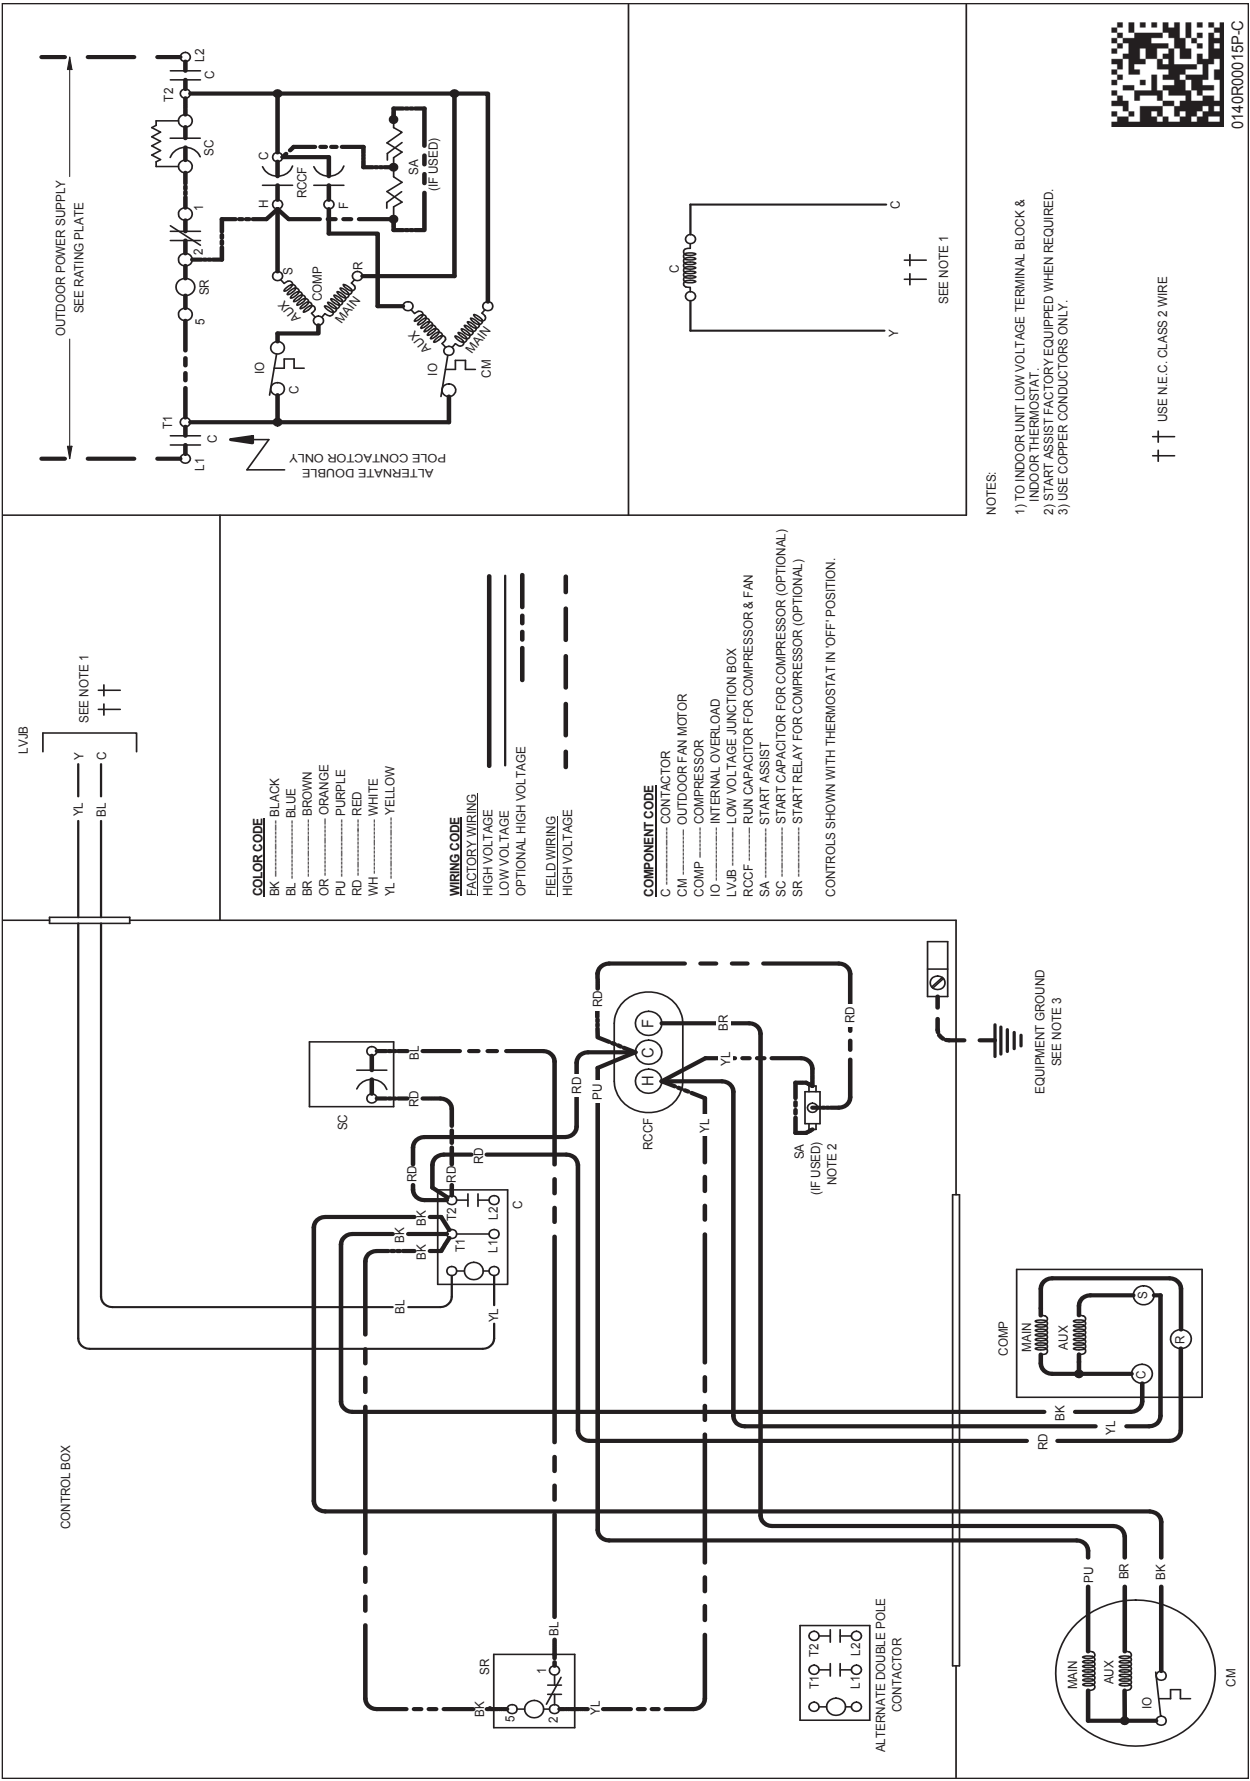 CONTROL BOX
LVJB
YL
Y
BL
C
SEE NOTE 1
†† 
OUTDOOR POWER SUPPLY
SEE RATING PLATE
L1
C
T1
5
SR
2
1
SC
T2
C
L2
ALTERNATE DOUBLE
POLE CONTACTOR ONLY
IO
C
AUX
S
COMP
MAIN
R
H
C
RCCF
F
SA
(IF USED)
IO
AUX
MAIN
CM
C
Y
C
††
SEE NOTE 1
COLOR CODE
BK ---------- BLACK
BL ---------- BLUE
BR ---------- BROWN
OR ---------- ORANGE
PU ---------- PURPLE
RD ---------- RED
WH ---------- WHITE
YL ---------- YELLOW
WIRING CODE
FACTORY WIRING
HIGH VOLTAGE
LOW VOLTAGE
OPTIONAL HIGH VOLTAGE
FIELD WIRING
HIGH VOLTAGE
COMPONENT CODE
C ---------- CONTACTOR
CM ---------- OUTDOOR FAN MOTOR
COMP ---------- COMPRESSOR
IO ---------- INTERNAL OVERLOAD
LVJB ---------- LOW VOLTAGE JUNCTION BOX
RCCF ---------- RUN CAPACITOR FOR COMPRESSOR & FAN
SA ---------- START ASSIST
SC ---------- START CAPACITOR FOR COMPRESSOR (OPTIONAL)
SR ---------- START RELAY FOR COMPRESSOR (OPTIONAL)
CONTROLS SHOWN WITH THERMOSTAT IN 'OFF' POSITION.
NOTES:
1) TO INDOOR UNIT LOW VOLTAGE TERMINAL BLOCK &
INDOOR THERMOSTAT.
2) START ASSIST FACTORY EQUIPPED WHEN REQUIRED.
3) USE COPPER CONDUCTORS ONLY.
†† USE N.E.C. CLASS 2 WIRE
0140R00015P-C
SC
RD
BL
BL
YL
BK
BK
BK
T1
T2
L1
L2
C
RD
RD
RD
RD
PU
RD
RCCF
H
C
F
YL
YL
BR
RD
SA
(IF USED)
NOTE 2
SR
BK
5
2
1
BL
YL
T1
T2
L1
L2
ALTERNATE DOUBLE POLE
CONTACTOR
EQUIPMENT GROUND
SEE NOTE 3
COMP
MAIN
AUX
C
S
R
BK
YL
RD
PU
BR
BK
MAIN
AUX
IO
CM